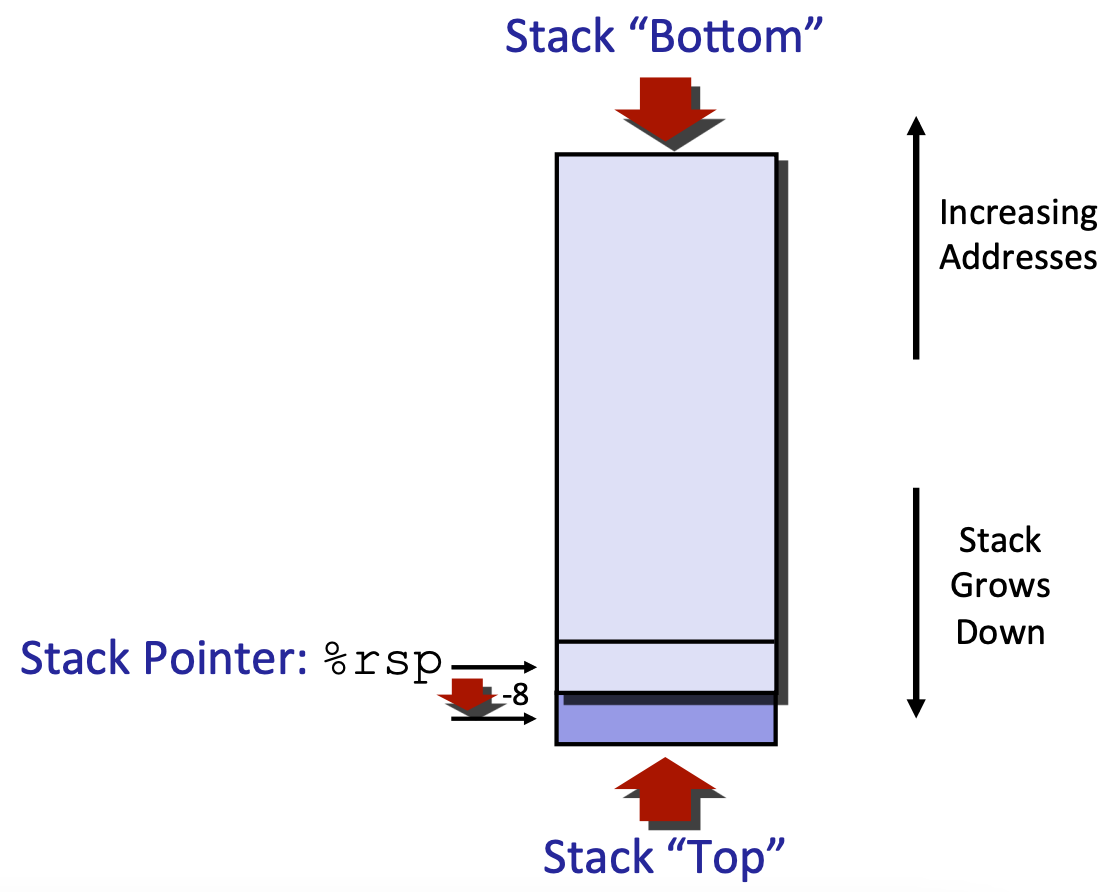 Stack “Bottom”
Increasing
Addresses
Stack
Grows
Down
Stack Pointer: %rsp
-8
Stack “Top”